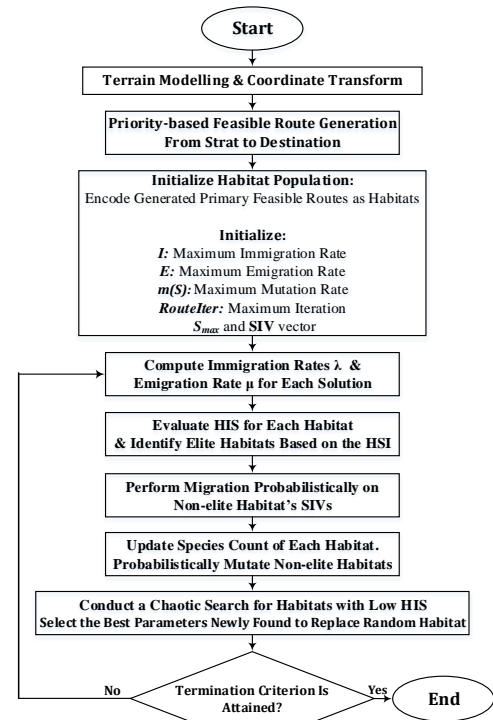 Start
Terrain Modelling & Coordinate Transform
Priority-based Feasible Route Generation
From Strat to Destination
Initialize Habitat Population:
Encode Generated Primary Feasible Routes as Habitats
Initialize:
I: Maximum Immigration Rate
E: Maximum Emigration Rate
m(S): Maximum Mutation Rate
RouteIter: Maximum Iteration
Smax and SIV vector
Compute Immigration Rates λ &
Emigration Rate μ for Each Solution
Evaluate HIS for Each Habitat
& Identify Elite Habitats Based on the HSI
Perform Migration Probabilistically on
Non-elite Habitat's SIVs
Update Species Count of Each Habitat.
Probabilistically Mutate Non-elite Habitats
Conduct a Chaotic Search for Habitats with Low HIS
Select the Best Parameters Newly Found to Replace Random Habitat
No
Termination Criterion Is
Attained?
Yes
End